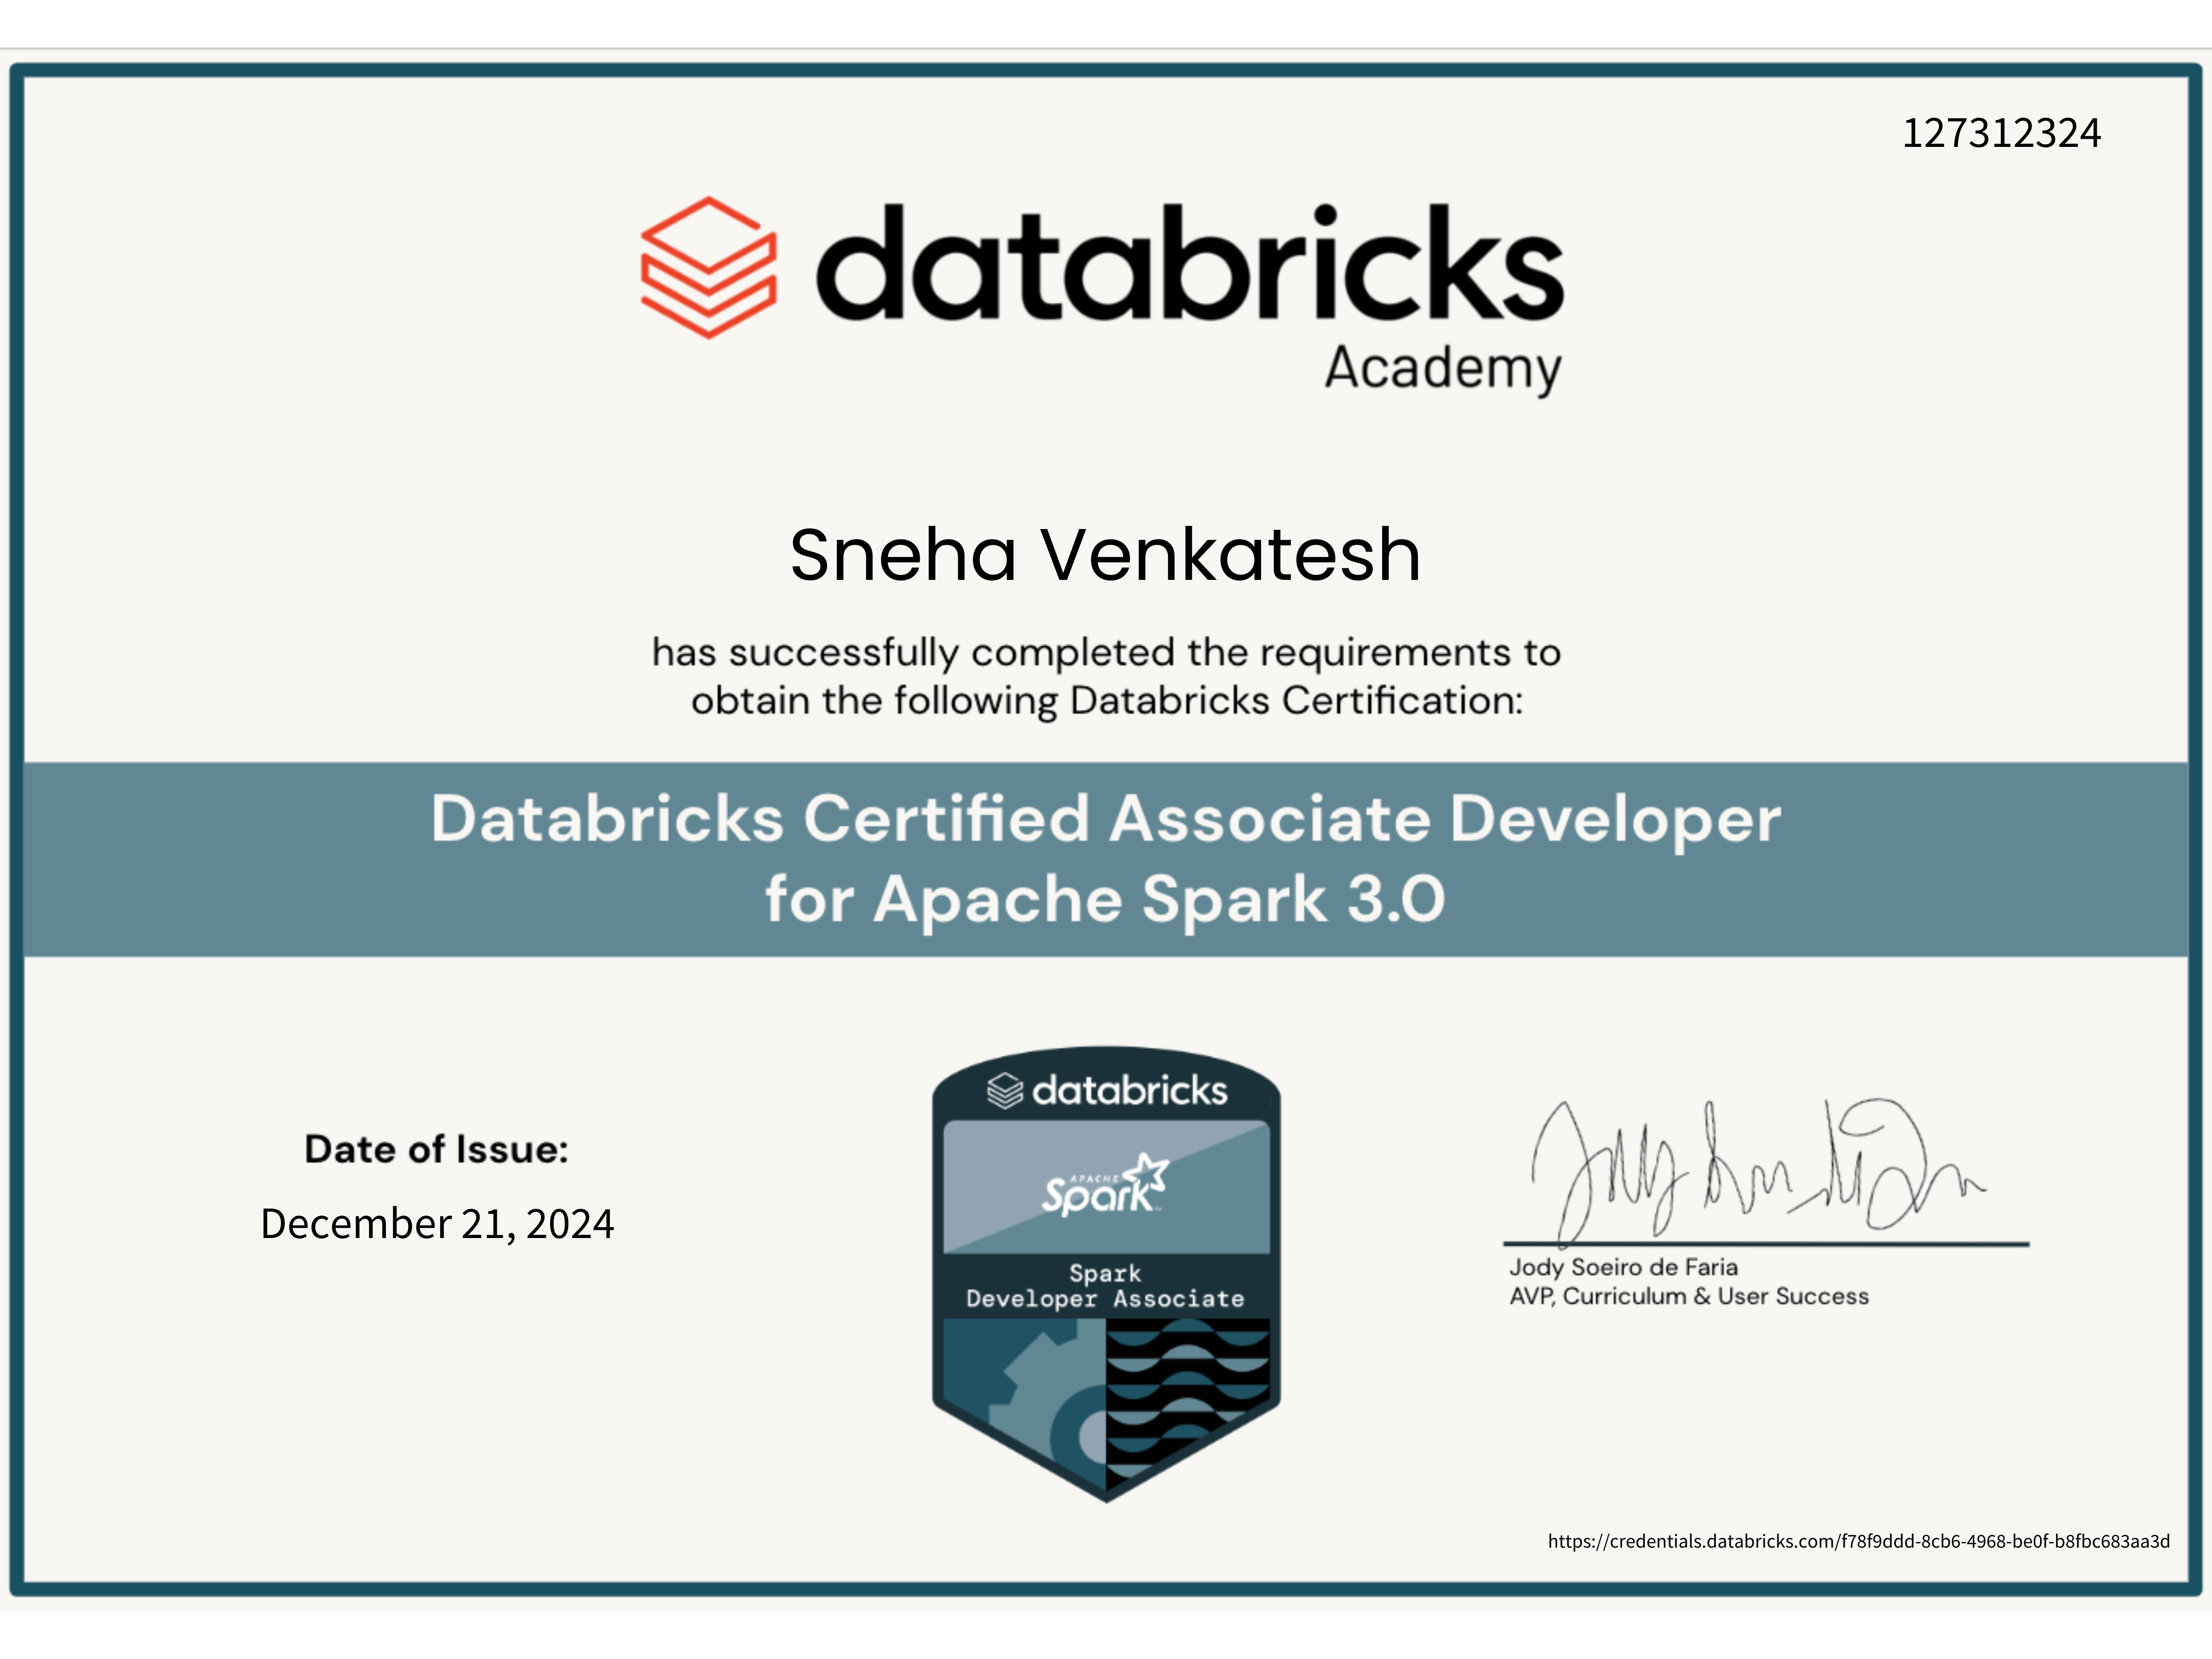 127312324
databricks
Academy
Sneha Venkatesh
has successfully completed the requirements to
obtain the following Databricks Certification:
Databricks Certified Associate Developer
for Apache Spark 3.0
Date of Issue:
December 21, 2024
databricks
APACHE
Spark
Spark
Developer Associate
Jody Soeiro de Faria
AVP, Curriculum & User Success
https://credentials.databricks.com/f78f9ddd-8cb6-4968-be0f-b8fbc683aa3d